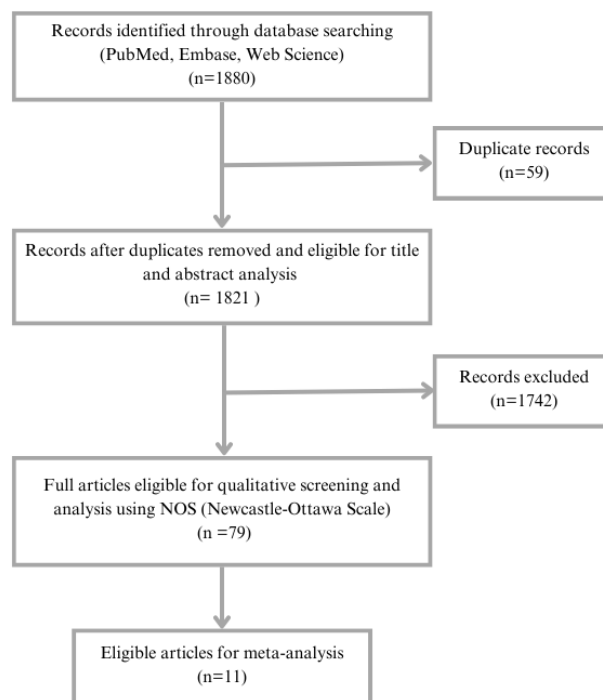 Records identified through database searching
(PubMed, Embase, Web Science)
(n=1880)
Duplicate records
(n=59)
Records after duplicates removed and eligible for title
and abstract analysis
(n= 1821 )
Records excluded
(n=1742)
Full articles eligible for qualitative screening and
analysis using NOS (Newcastle-Ottawa Scale)
(n =79)
Eligible articles for meta-analysis
(n=11)